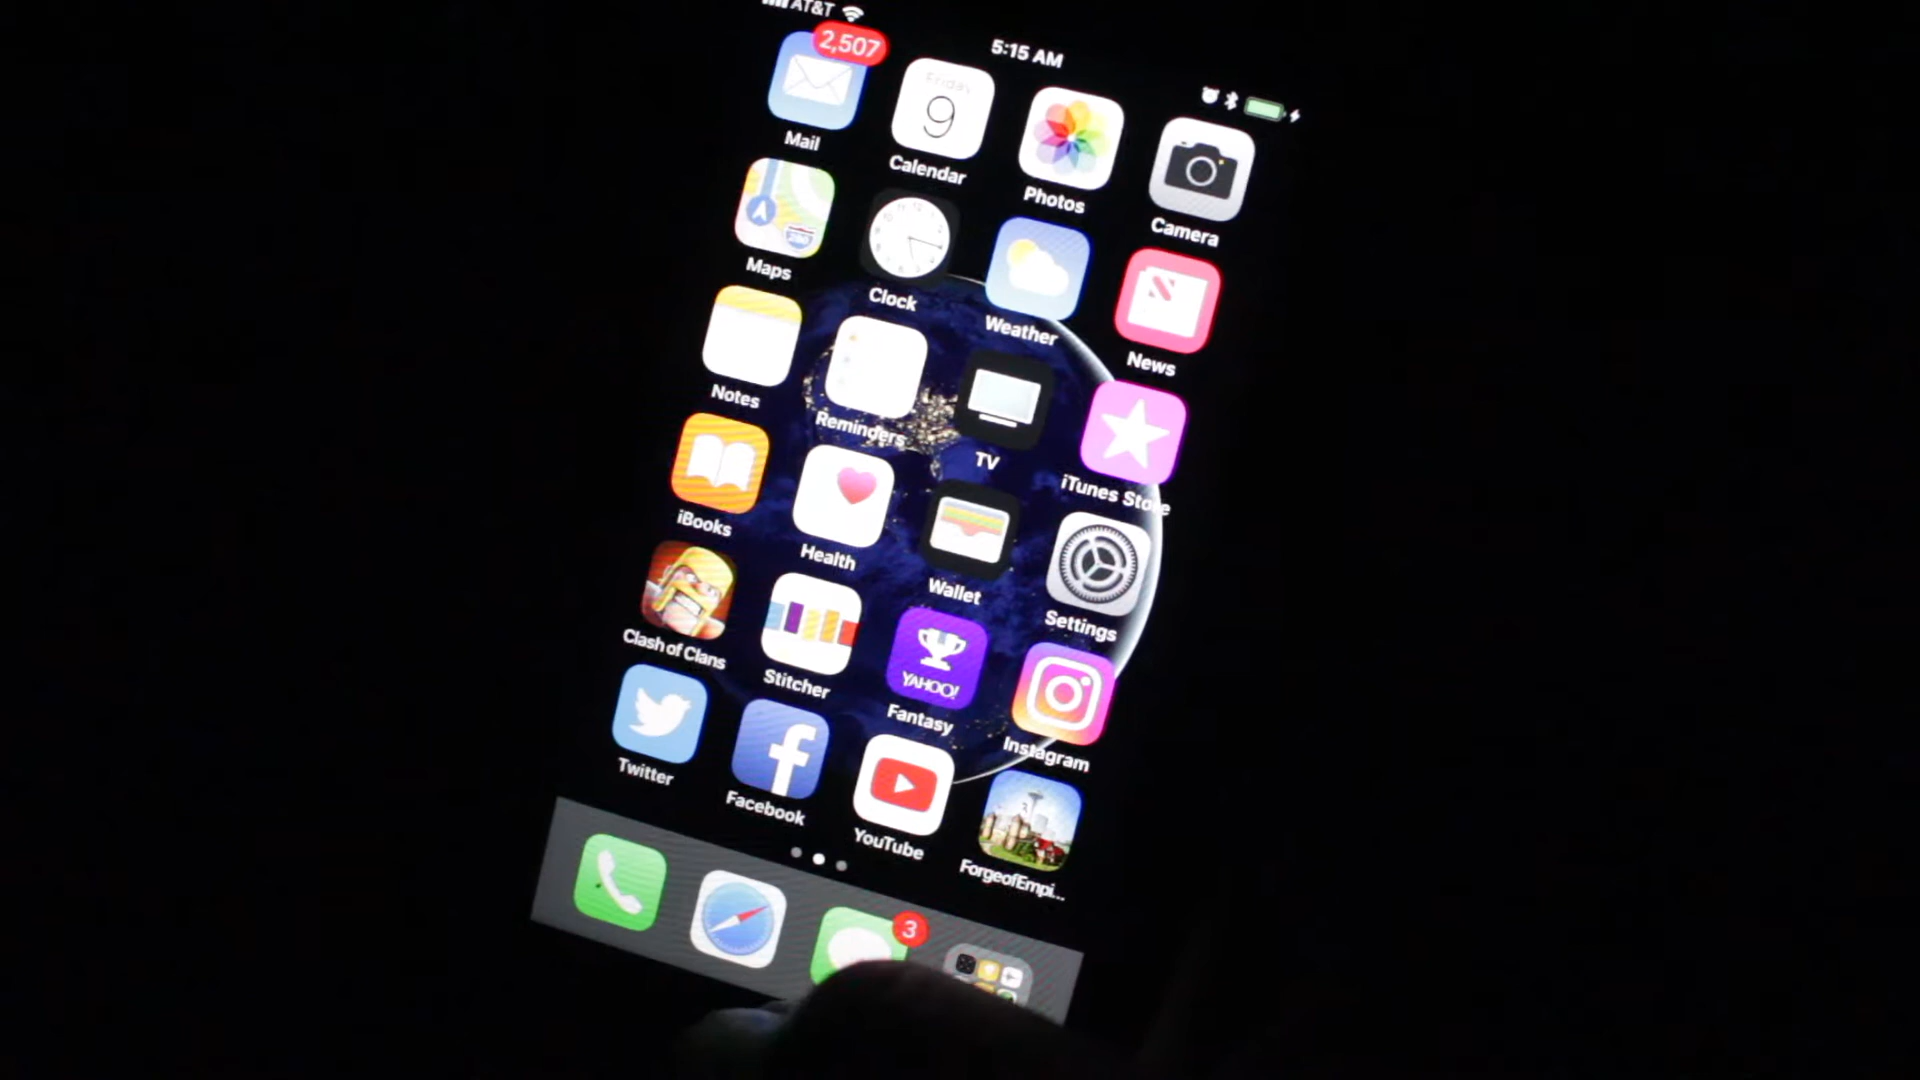 AT&T
5:15 AM
2,507
Friday
9
Mail
Calendar
Photos
Camera
280
Maps
Clock
Weather
News
Notes
Reminders
TV
iTunes Store
iBooks
Health
Wallet
Settings
YAHOO!
Clash of Clans
Stitcher
Fantasy
Instagram
Twitter
Facebook
YouTube
ForgeofEmpi...
3